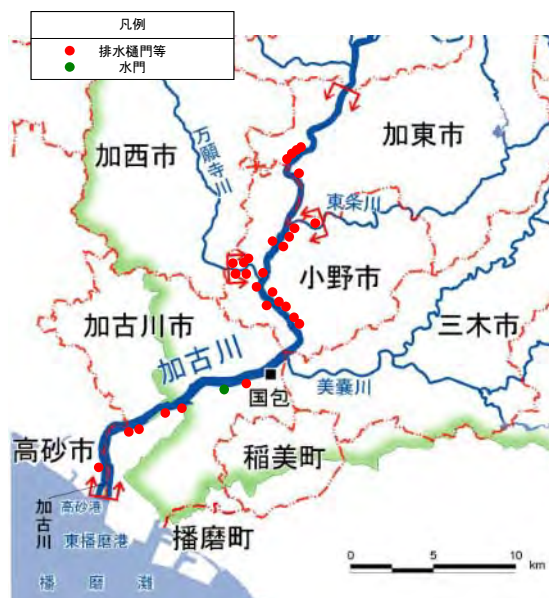 凡例
排水樋門等
水門
加東市
加西市
万願寺川
東条川
小野市
加古川市
三木市
加古川
美嚢川
国包
高砂市
稲美町
加古川
高砂港
東播磨港
播磨町
播磨灘
0 5 10
km